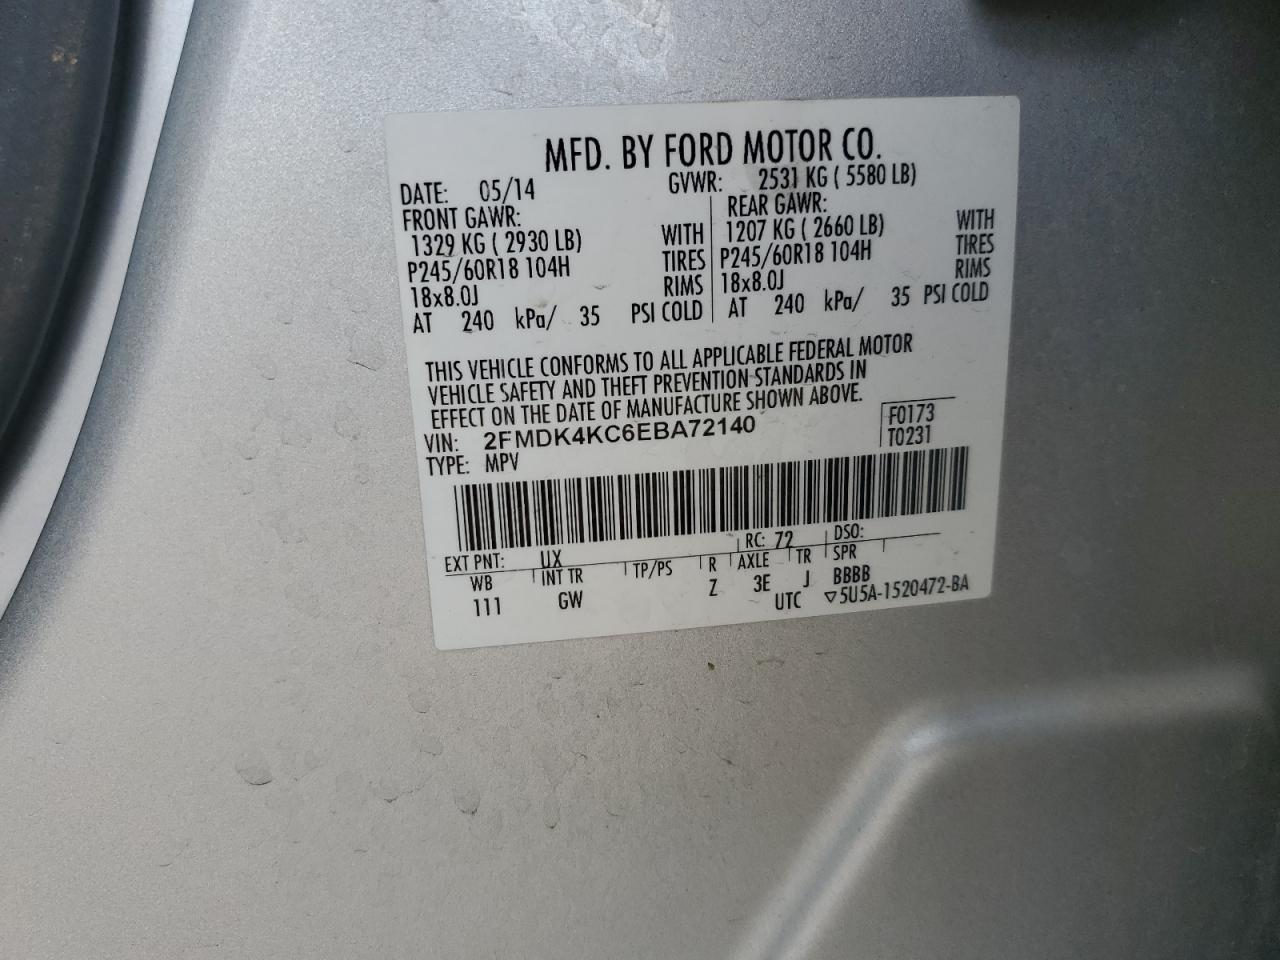 MFD. BY FORD MOTOR CO.
DATE: 05/14 GVWR: 2531 KG ( 5580 LB)
FRONT GAWR: REAR GAWR:
1329 KG ( 2930 LB) WITH 1207 KG ( 2660 LB) WITH
P245/60R18 104H TIRES P245/60R18 104H TIRES
18x8.0J RIMS 18x8.0J RIMS
AT 240 kPa/ 35 PSI COLD AT 240 kPa/ 35 PSI COLD
THIS VEHICLE CONFORMS TO ALL APPLICABLE FEDERAL MOTOR
VEHICLE SAFETY AND THEFT PREVENTION STANDARDS IN
EFFECT ON THE DATE OF MANUFACTURE SHOWN ABOVE.
VIN: 2FMDK4KC6EBA72140 F0173
TYPE: MPV T0231
EXT PNT: UX RC: 72 DSO:
WB INT TR TP/PS R AXLE TR SPR
111 GW Z 3E J BBBB
UTC ▽5U5A-1520472-BA